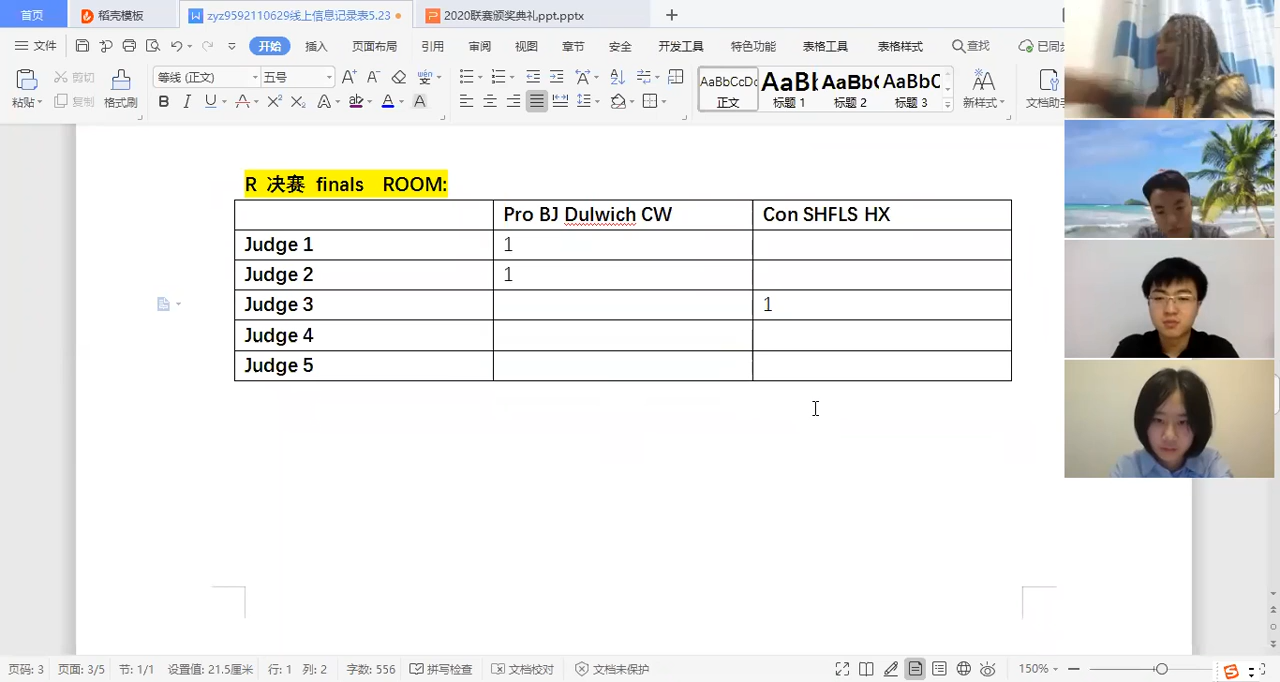 首页 稻壳模板 zyz9592110629线上信息记录表5.23 2020联赛颁奖典礼ppt.pptx
文件 开始 插入 页面布局 引用 审阅 视图 章节 安全 开发工具 特色功能 表格工具 表格样式 查找 已同
粘贴 剪切 复制 格式刷 等线 (正文) 五号 AaBbCcDc 正文 AaBl 标题 1 AaBb( 标题 2 AaBbC 标题 3 新样式 文档助
R 决赛 finals ROOM:
Pro BJ Dulwich CW Con SHFLS HX
Judge 1 1
Judge 2 1
Judge 3 1
Judge 4
Judge 5
页码: 3 页面: 3/5 节: 1/1 设置值: 21.5厘米 行: 1 列: 2 字数: 556 拼写检查 文档校对 文档未保护 150%